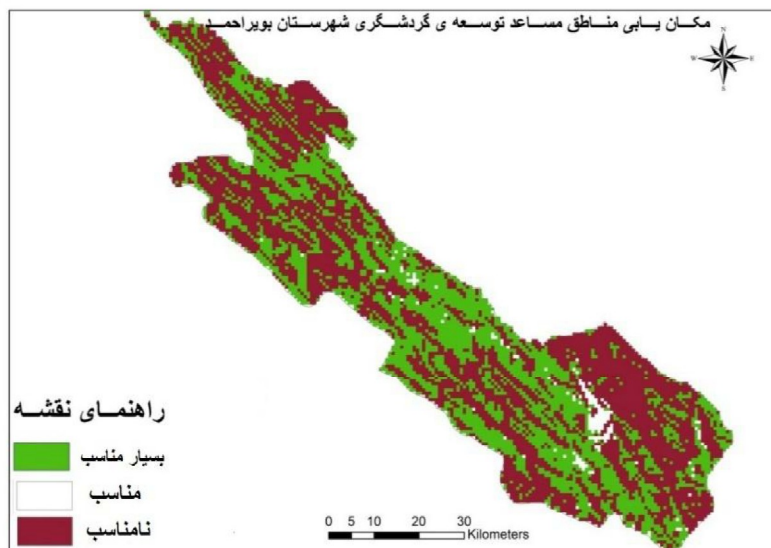 مکان یابی مناطق مساعد توسعه ی گردشگری شهرستان بویراحمد
N
W E
S
راهنمای نقشه
بسیار مناسب
مناسب
نامناسب
0 5 10 20 30
Kilometers